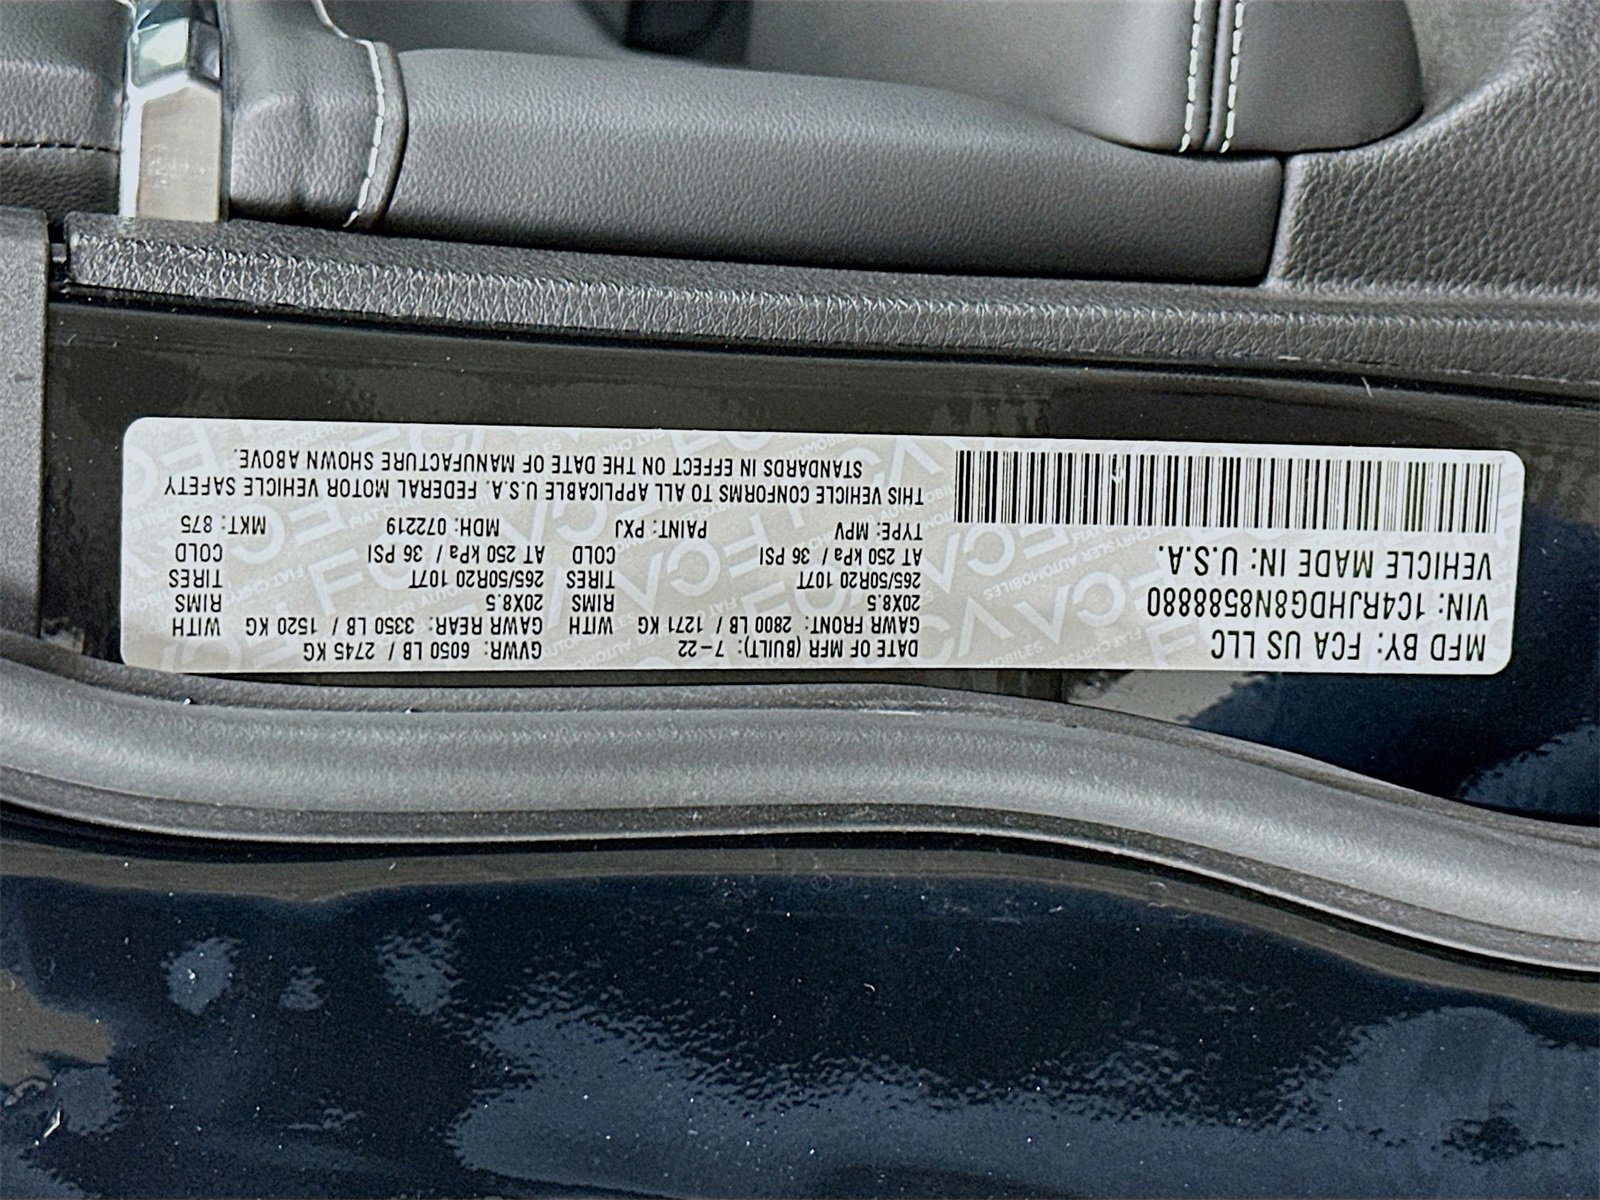 MFD BY: FCA US LLC
VIN: 1C4RJHDG8N8588880
VEHICLE MADE IN: U.S.A.
DATE OF MFR (BUILT): 7-22 GVWR: 6050 LB / 2745 KG
GAWR FRONT: 2800 LB / 1271 KG WITH GAWR REAR: 3350 LB / 1520 KG WITH
20X8.5 RIMS 20X8.5 RIMS
265/50R20 107T TIRES 265/50R20 107T TIRES
AT 250 kPa / 36 PSI COLD AT 250 kPa / 36 PSI COLD
TYPE: MPV PAINT: PXJ MDH: 072219 MKT: 875
THIS VEHICLE CONFORMS TO ALL APPLICABLE U.S.A. FEDERAL MOTOR VEHICLE SAFETY
STANDARDS IN EFFECT ON THE DATE OF MANUFACTURE SHOWN ABOVE.